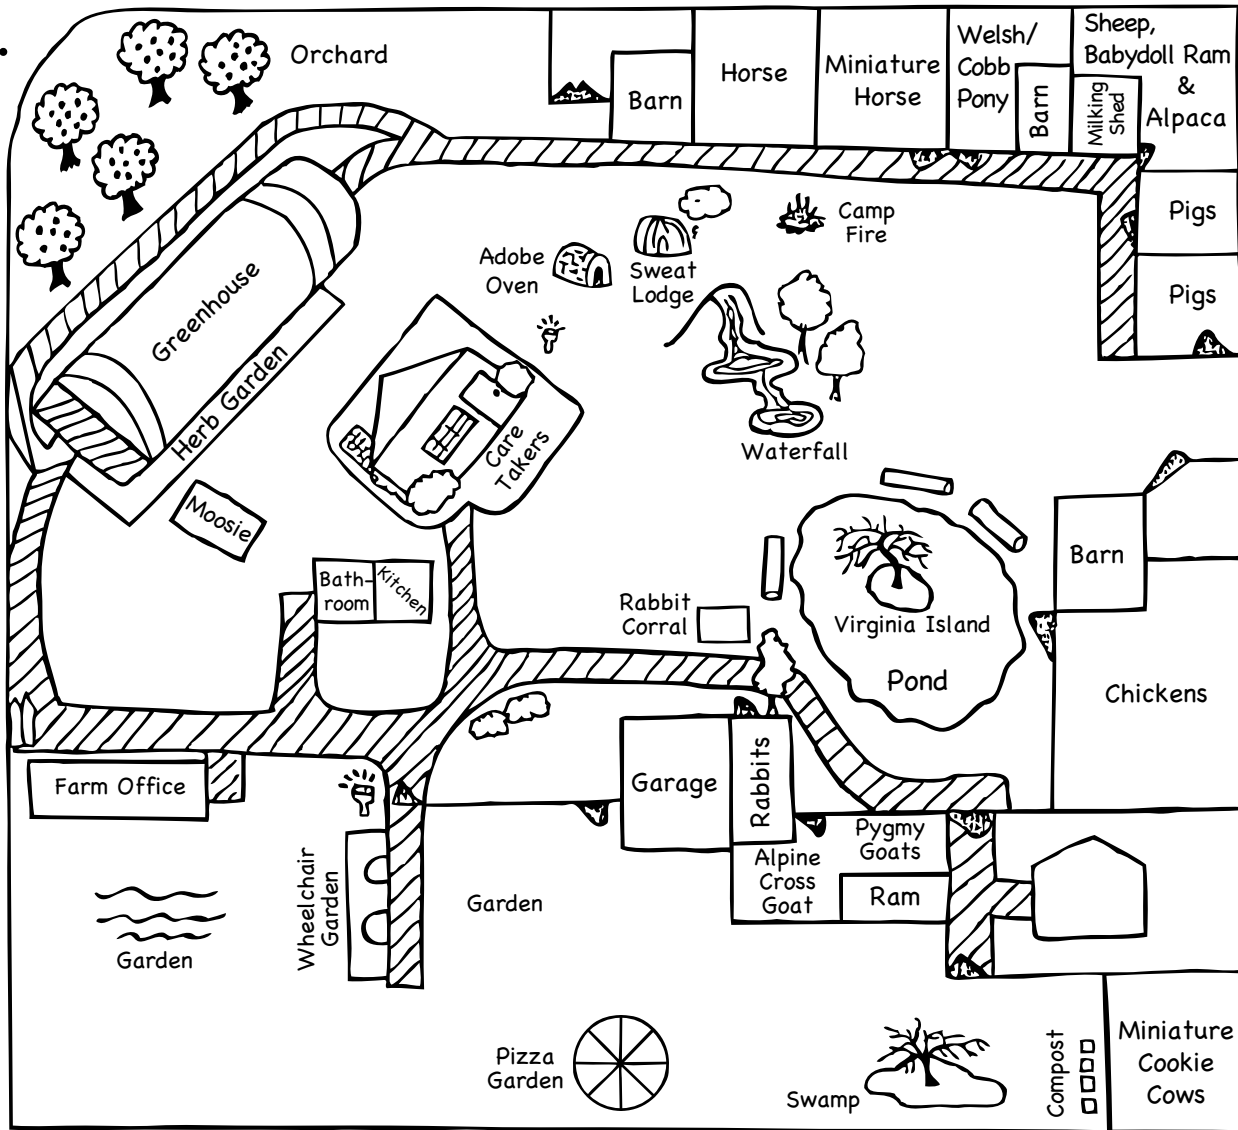 Orchard
Barn
Horse
Miniature
Horse
Welsh/
Cobb
Pony
Barn
Sheep,
Babydoll Ram
&
Alpaca
Milking
Shed
Pigs
Pigs
Camp
Fire
Adobe
Oven
Sweat
Lodge
Greenhouse
Herb Garden
Care
Takers
Waterfall
Moosie
Bath-
room
Kitchen
Rabbit
Corral
Virginia Island
Pond
Barn
Chickens
Farm Office
Garage
Rabbits
Wheelchair
Garden
Garden
Garden
Alpine
Cross
Goat
Pygmy
Goats
Ram
Pizza
Garden
Swamp
Compost
Miniature
Cookie
Cows